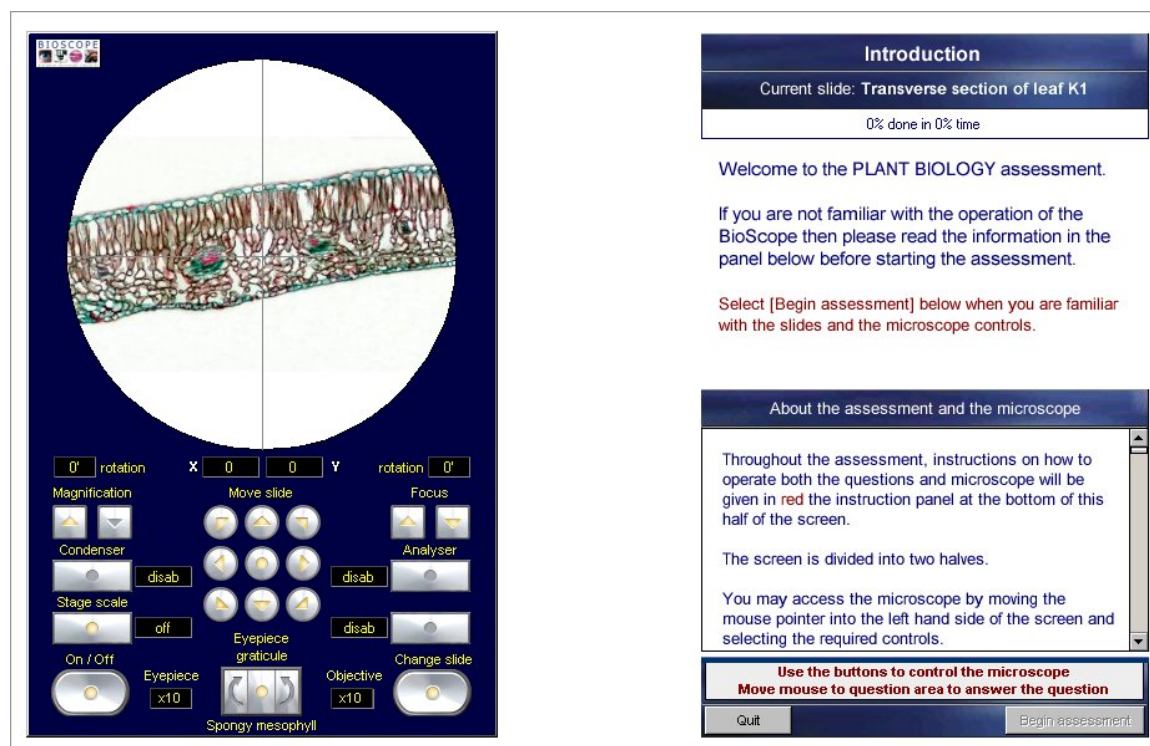 BIOSCOPE
0' rotation X 0 0 Y rotation 0'
Magnification Move slide Focus
Condenser Analyser
disab disab
Stage scale
off disab
Eyepiece
graticule
On / Off Change slide
Eyepiece Objective
x10 x10
Spongy mesophyll
Introduction
Current slide: Transverse section of leaf K1
0% done in 0% time
Welcome to the PLANT BIOLOGY assessment.
If you are not familiar with the operation of the
BioScope then please read the information in the
panel below before starting the assessment.
Select [Begin assessment] below when you are familiar
with the slides and the microscope controls.
About the assessment and the microscope
Throughout the assessment, instructions on how to
operate both the questions and microscope will be
given in red the instruction panel at the bottom of this
half of the screen.
The screen is divided into two halves.
You may access the microscope by moving the
mouse pointer into the left hand side of the screen and
selecting the required controls.
Use the buttons to control the microscope
Move mouse to question area to answer the question
Quit Begin assessment